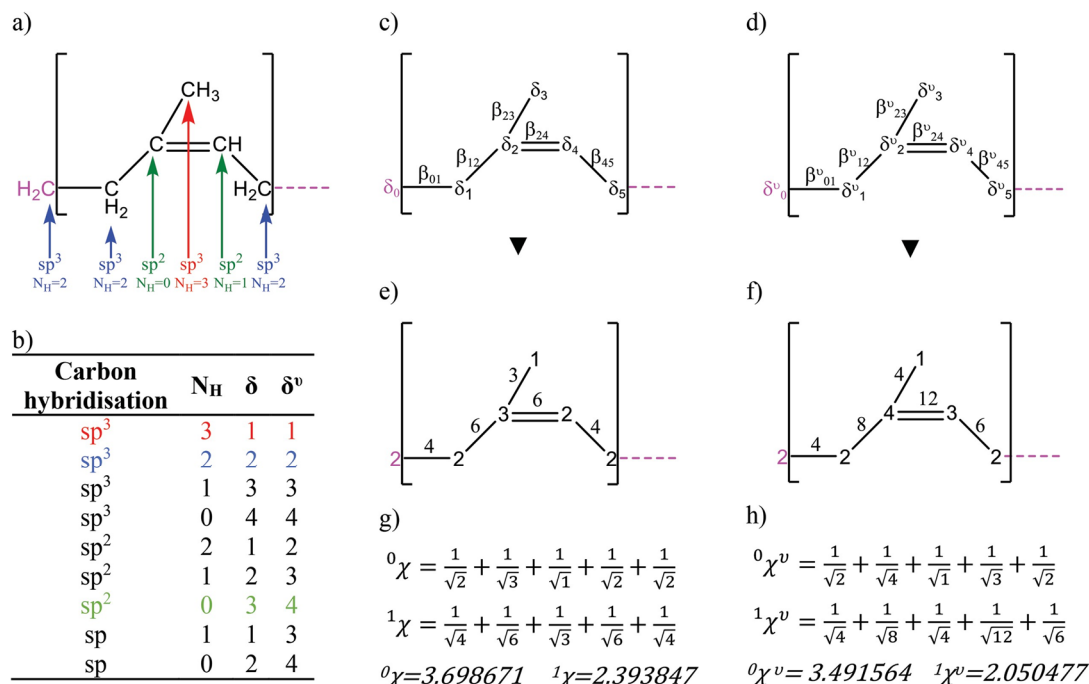 a)
CH₃
C
CH
H₂C
C
H₂
H₂C
sp³
sp³
sp²
sp³
sp²
sp³
N_H=2
N_H=2
N_H=0
N_H=3
N_H=1
N_H=2
b)
Carbon hybridisation N_H δ δᵛ
sp³ 3 1 1
sp³ 2 2 2
sp³ 1 3 3
sp³ 0 4 4
sp² 2 1 2
sp² 1 2 3
sp² 0 3 4
sp 1 1 3
sp 0 2 4
c)
δ₃
β₂₃
β₂₄
δ₂
δ₄
β₁₂
β₄₅
β₀₁
δ₀
δ₁
δ₅
▼
d)
δᵛ₃
βᵛ₂₃
βᵛ₂₄
δᵛ₂
δᵛ₄
βᵛ₁₂
βᵛ₄₅
βᵛ₀₁
δᵛ₀
δᵛ₁
δᵛ₅
▼
e)
1
3
6
3
2
6
4
4
2
2
2
f)
1
4
12
4
3
8
6
4
2
2
2
g)
⁰χ = 1/√2 + 1/√3 + 1/√1 + 1/√2 + 1/√2
¹χ = 1/√4 + 1/√6 + 1/√3 + 1/√6 + 1/√4
⁰χ=3.698671 ¹χ=2.393847
h)
⁰χᵛ = 1/√2 + 1/√4 + 1/√1 + 1/√3 + 1/√2
¹χᵛ = 1/√4 + 1/√8 + 1/√4 + 1/√12 + 1/√6
⁰χᵛ= 3.491564 ¹χᵛ=2.050477